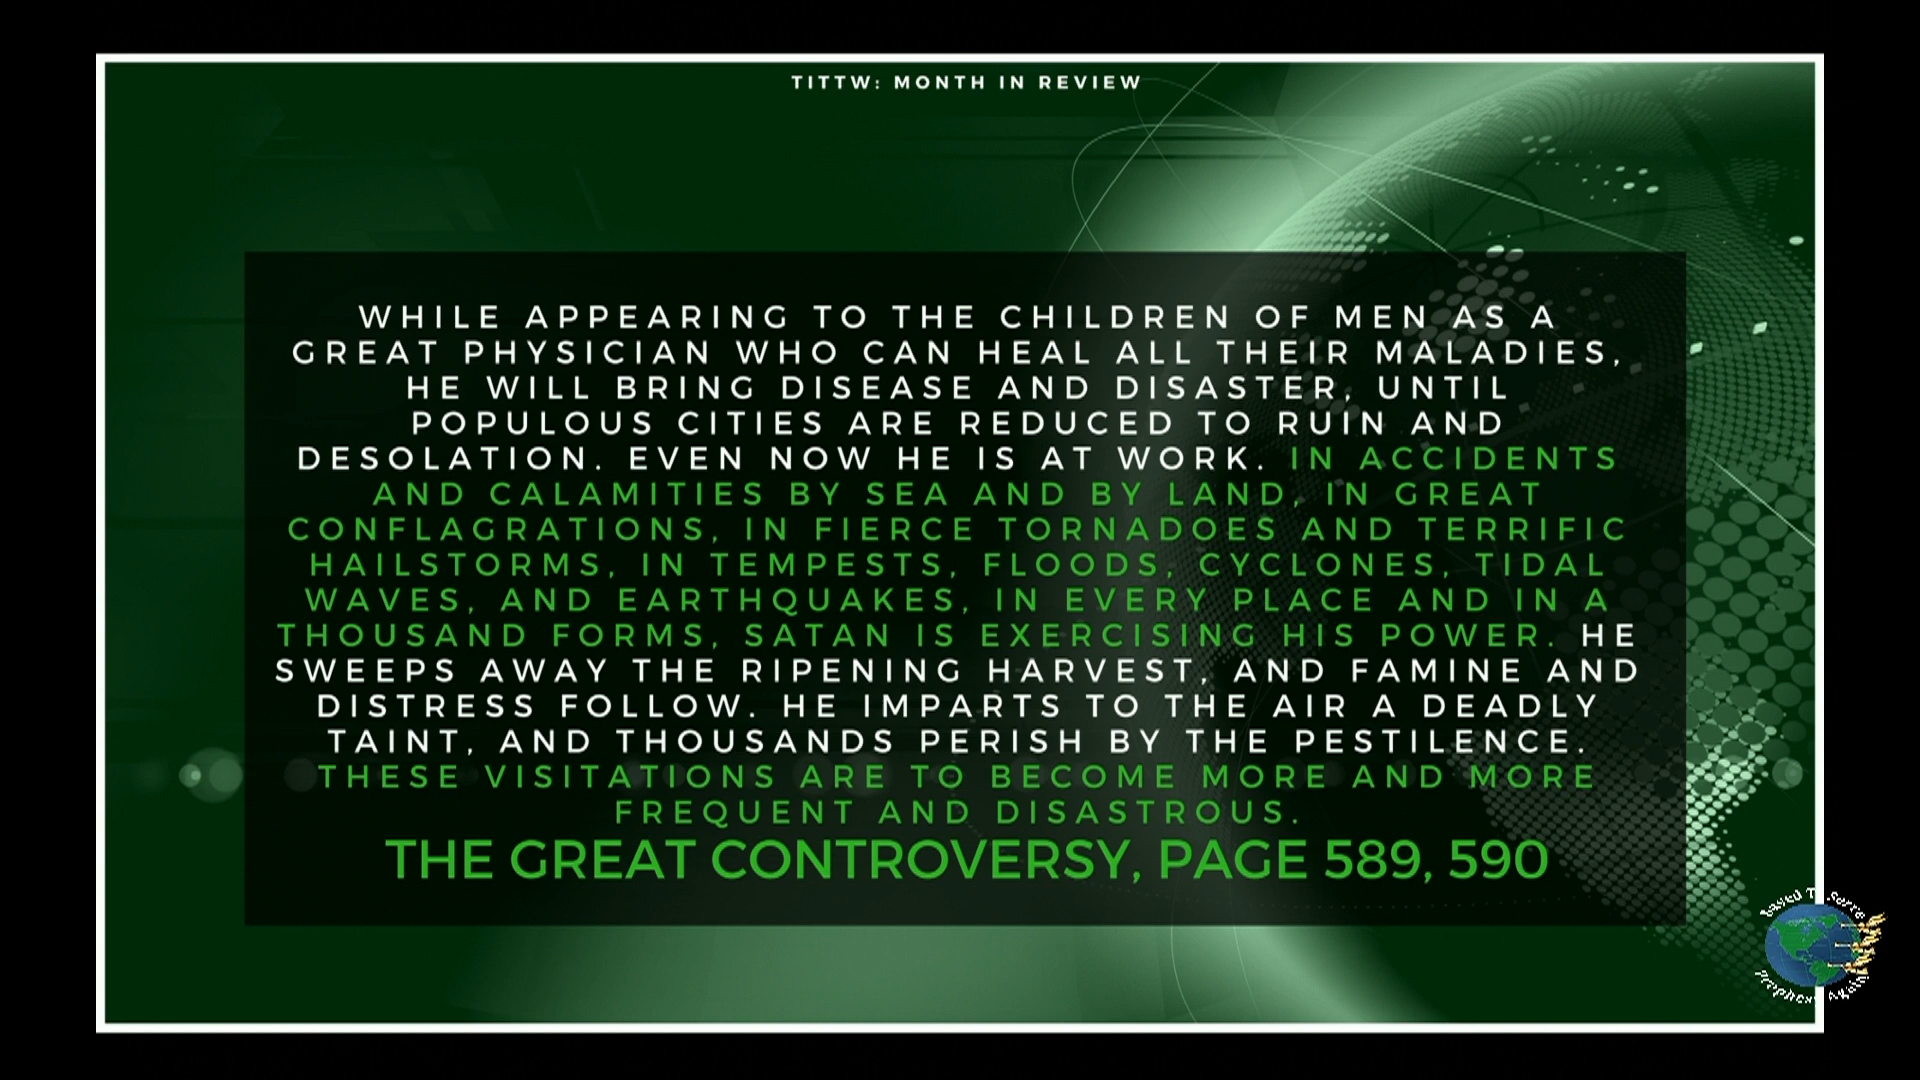 TITTW: MONTH IN REVIEW
WHILE APPEARING TO THE CHILDREN OF MEN AS A
GREAT PHYSICIAN WHO CAN HEAL ALL THEIR MALADIES,
HE WILL BRING DISEASE AND DISASTER, UNTIL
POPULOUS CITIES ARE REDUCED TO RUIN AND
DESOLATION. EVEN NOW HE IS AT WORK. IN ACCIDENTS
AND CALAMITIES BY SEA AND BY LAND, IN GREAT
CONFLAGRATIONS, IN FIERCE TORNADOES AND TERRIFIC
HAILSTORMS, IN TEMPESTS, FLOODS, CYCLONES, TIDAL
WAVES, AND EARTHQUAKES, IN EVERY PLACE AND IN A
THOUSAND FORMS, SATAN IS EXERCISING HIS POWER. HE
SWEEPS AWAY THE RIPENING HARVEST, AND FAMINE AND
DISTRESS FOLLOW. HE IMPARTS TO THE AIR A DEADLY
TAINT, AND THOUSANDS PERISH BY THE PESTILENCE.
THESE VISITATIONS ARE TO BECOME MORE AND MORE
FREQUENT AND DISASTROUS.
THE GREAT CONTROVERSY, PAGE 589, 590